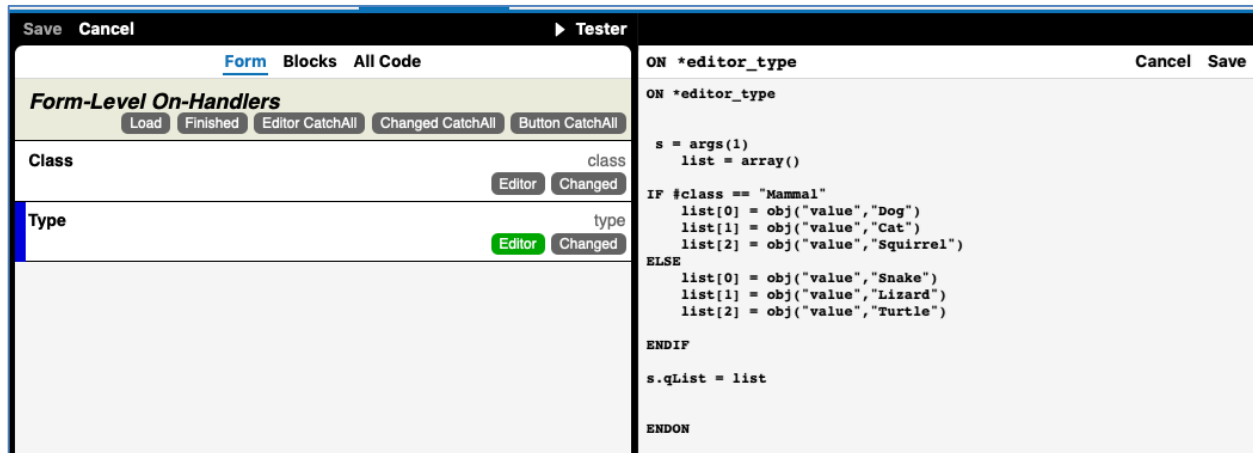 Save Cancel ▶ Tester
Form Blocks All Code
Form-Level On-Handlers
Load Finished Editor CatchAll Changed CatchAll Button CatchAll
Class class
Editor Changed
Type type
Editor Changed
ON *editor_type Cancel Save
ON *editor_type
s = args(1)
list = array()
IF #class == "Mammal"
list[0] = obj("value","Dog")
list[1] = obj("value","Cat")
list[2] = obj("value","Squirrel")
ELSE
list[0] = obj("value","Snake")
list[1] = obj("value","Lizard")
list[2] = obj("value","Turtle")
ENDIF
s.qList = list
ENDON